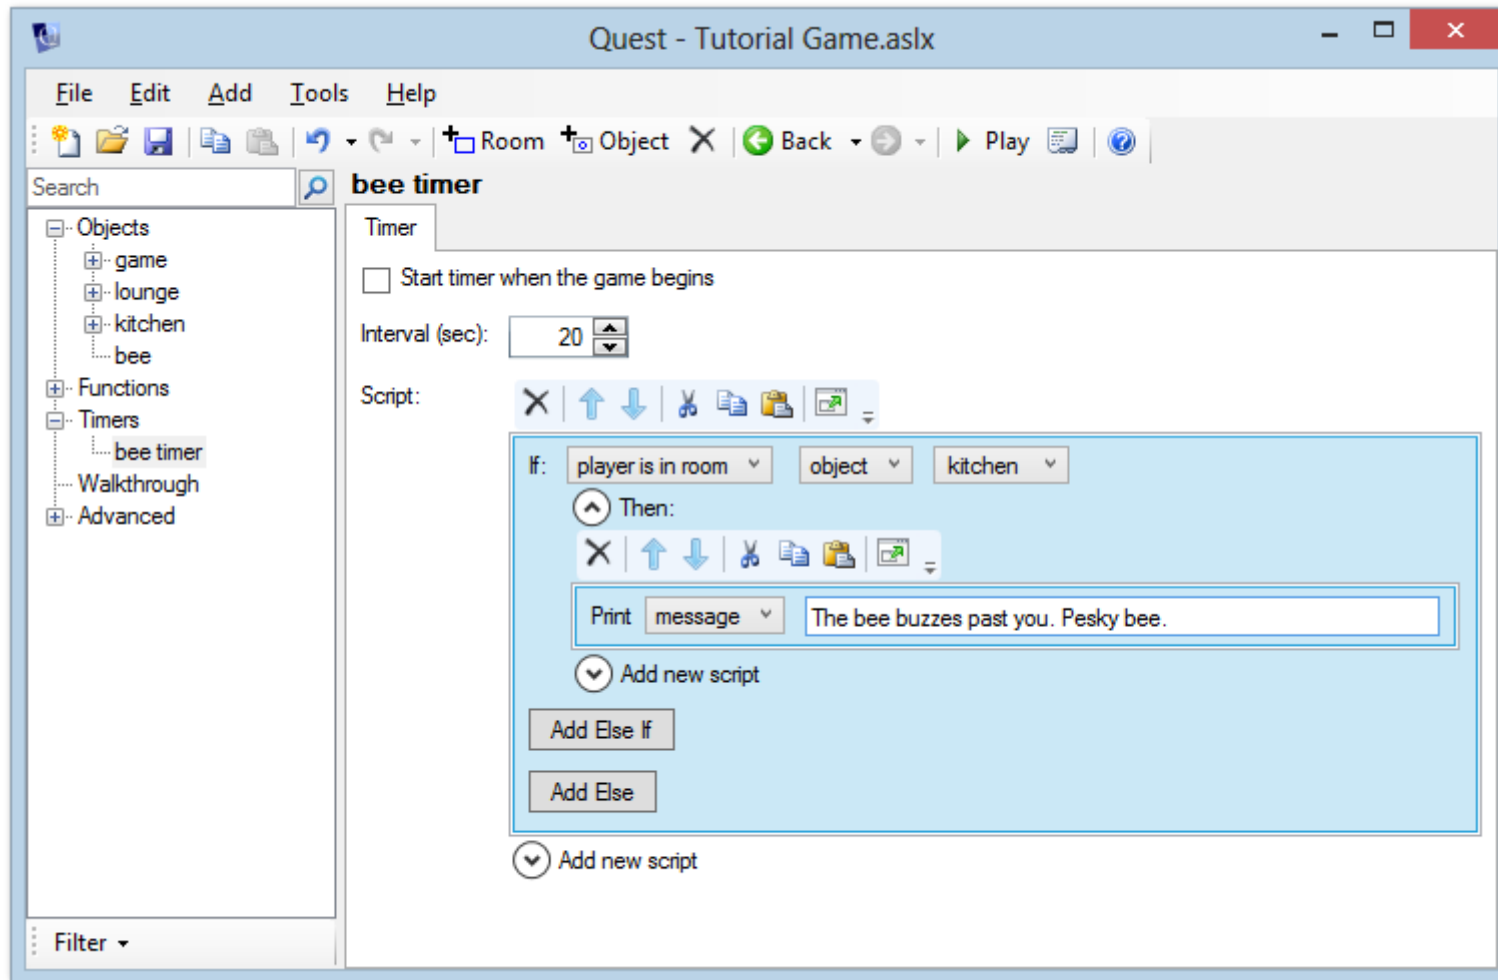 Quest - Tutorial Game.aslx
File Edit Add Tools Help
Room Object Back Play
Search
bee timer
Objects
game
lounge
kitchen
bee
Functions
Timers
bee timer
Walkthrough
Advanced
Filter
Timer
Start timer when the game begins
Interval (sec): 20
Script:
If: player is in room object kitchen
Then:
Print message The bee buzzes past you. Pesky bee.
Add new script
Add Else If
Add Else
Add new script